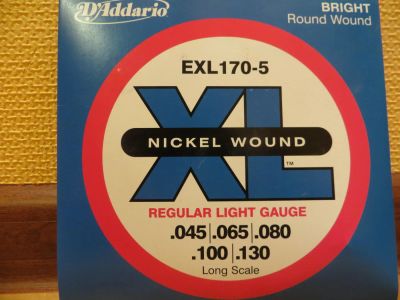 D'Addario
BRIGHT
Round Wound
EXL170-5
XL
NICKEL WOUND
TM
REGULAR LIGHT GAUGE
.045|.065|.080
.100|.130
Long Scale